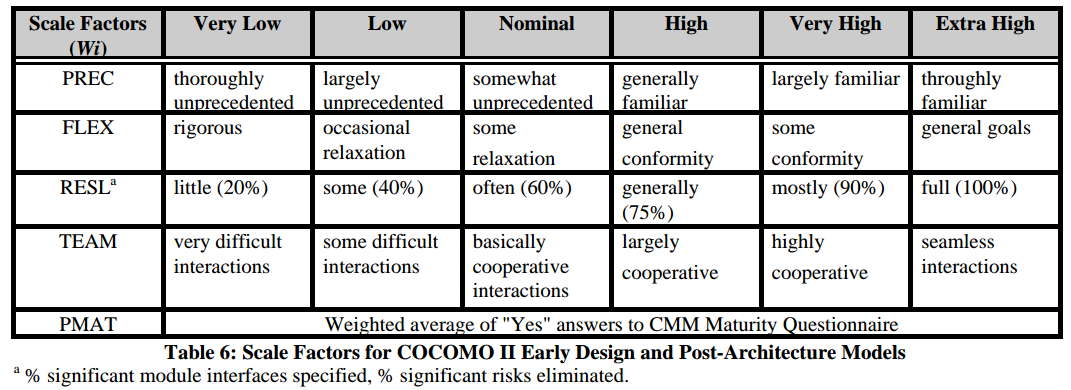 Scale Factors Very Low Low Nominal High Very High Extra High
(Wi)
PREC thoroughly largely somewhat generally largely familiar throughly
unprecedented unprecedented unprecedented familiar familiar
FLEX rigorous occasional some general some general goals
relaxation relaxation conformity conformity
RESLa little (20%) some (40%) often (60%) generally mostly (90%) full (100%)
(75%)
TEAM very difficult some difficult basically largely highly seamless
interactions interactions cooperative cooperative cooperative interactions
interactions
PMAT Weighted average of "Yes" answers to CMM Maturity Questionnaire
Table 6: Scale Factors for COCOMO II Early Design and Post-Architecture Models
a % significant module interfaces specified, % significant risks eliminated.